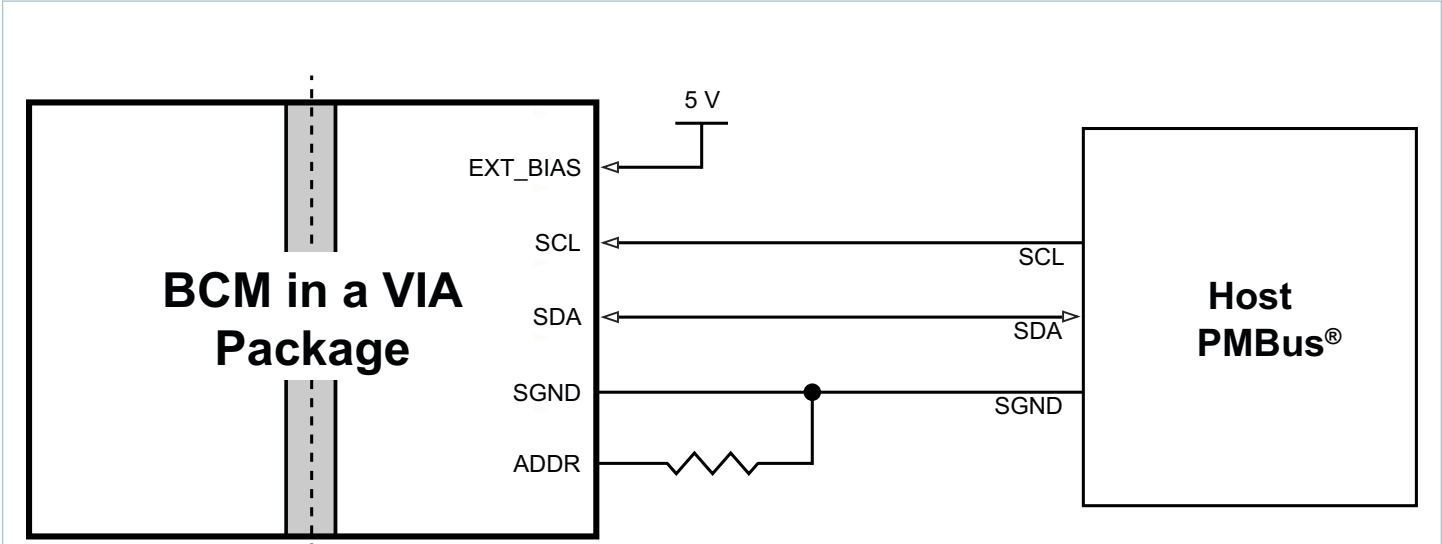 5 V
EXT_BIAS
SCL
SCL
BCM in a VIA
Package
Host
PMBus®
SDA
SDA
SGND
SGND
ADDR